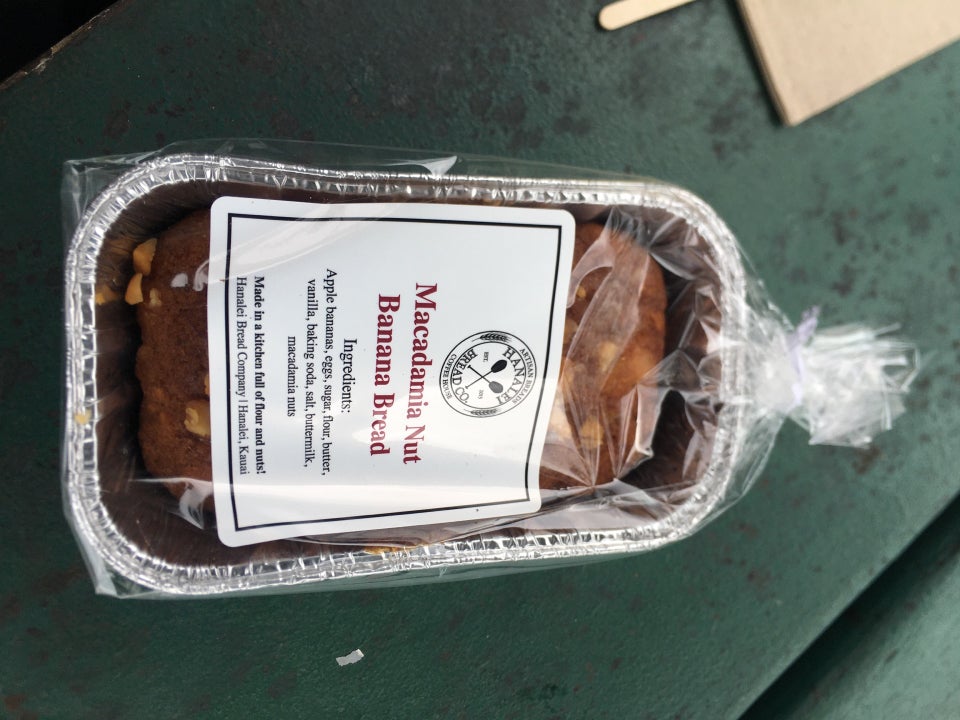 ARTISAN BREADS
HANALEI
EST.
BREAD CO.
COFFEE HOUSE
Macadamia Nut
Banana Bread
Ingredients:
Apple bananas, eggs, sugar, flour, butter,
vanilla, baking soda, salt, buttermilk,
macadamia nuts
Made in a kitchen full of flour and nuts!
Hanalei Bread Company | Hanalei, Kauai